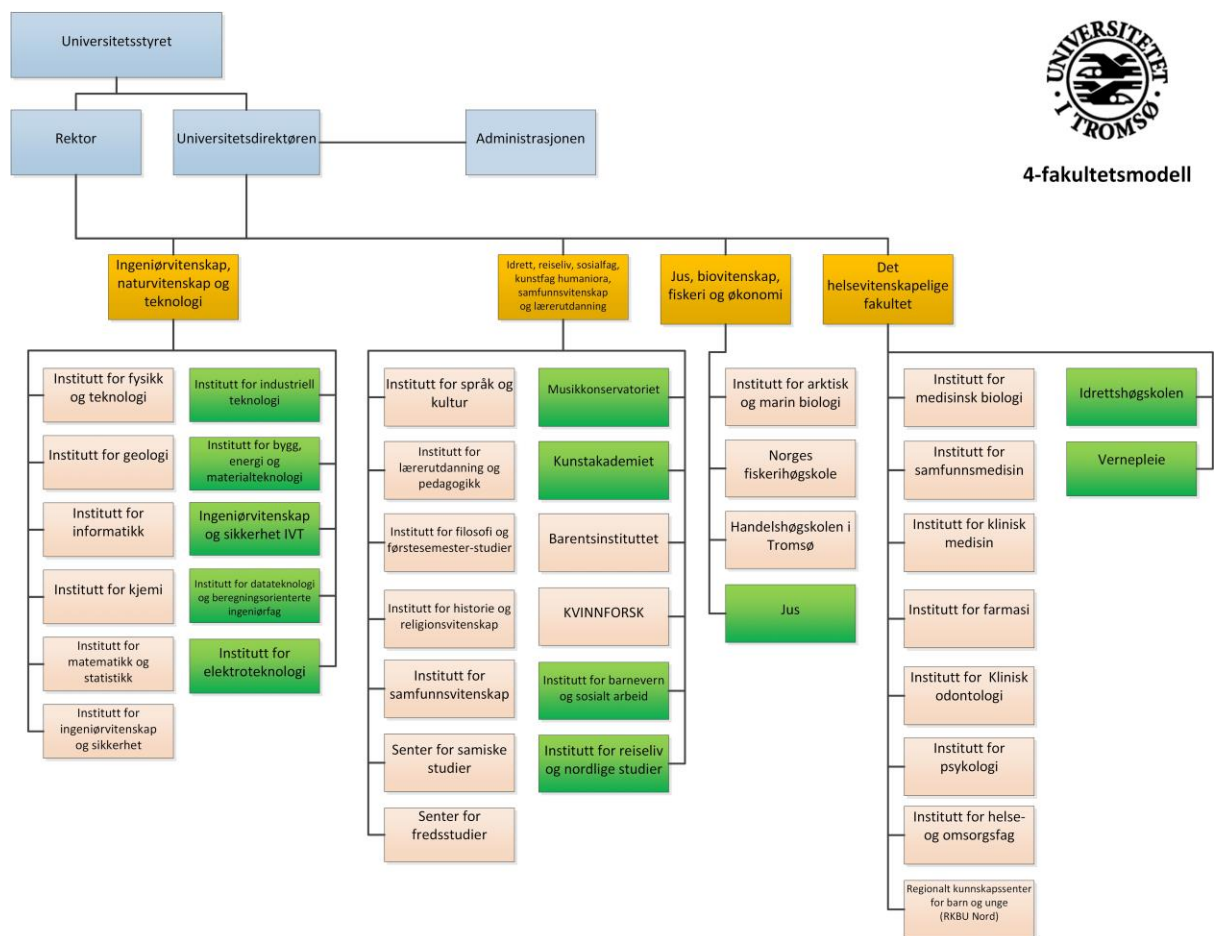 Universitetsstyret
UNIVERSITETET
I TROMSØ
4-fakultetsmodell
Rektor
Universitetsdirektøren
Administrasjonen
Ingeniørvitenskap,
naturvitenskap og
teknologi
Idrett, reiseliv, sosialfag,
kunstfag humaniora,
samfunnsvitenskap
og lærerutdanning
Jus, biovitenskap,
fiskeri og økonomi
Det
helsevitenskapelige
fakultet
Institutt for fysikk
og teknologi
Institutt for geologi
Institutt for
informatikk
Institutt for kjemi
Institutt for
matematikk og
statistikk
Institutt for
ingeniørvitenskap
og sikkerhet
Institutt for industriell
teknologi
Institutt for bygg,
energi og
materialteknologi
Ingeniørvitenskap
og sikkerhet IVT
Institutt for datateknologi
og beregningsorienterte
ingeniørfag
Institutt for
elektroteknologi
Institutt for språk og
kultur
Institutt for
lærerutdanning og
pedagogikk
Institutt for filosofi og
førstesemester-studier
Institutt for historie og
religionsvitenskap
Institutt for
samfunnsvitenskap
Senter for samiske
studier
Senter for
fredsstudier
Musikkonservatoriet
Kunstakademiet
Barentsinstituttet
KVINNFORSK
Institutt for barnevern
og sosialt arbeid
Institutt for reiseliv
og nordlige studier
Institutt for arktisk
og marin biologi
Norges
fiskerihøgskole
Handelshøgskolen i
Tromsø
Jus
Institutt for
medisinsk biologi
Institutt for
samfunnsmedisin
Institutt for klinisk
medisin
Institutt for farmasi
Institutt for Klinisk
odontologi
Institutt for
psykologi
Institutt for helse-
og omsorgsfag
Regionalt kunnskapssenter
for barn og unge
(RKBU Nord)
Idrettshøgskolen
Vernepleie